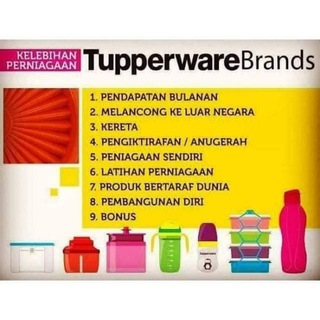 KELEBIHAN
PERNIAGAAN
TupperwareBrands
1. PENDAPATAN BULANAN
2. MELANCONG KE LUAR NEGARA
3. KERETA
4. PENGIKTIRAFAN / ANUGERAH
5. PENIAGAAN SENDIRI
6. LATIHAN PERNIAGAAN
7. PRODUK BERTARAF DUNIA
8. PEMBANGUNAN DIRI
9. BONUS